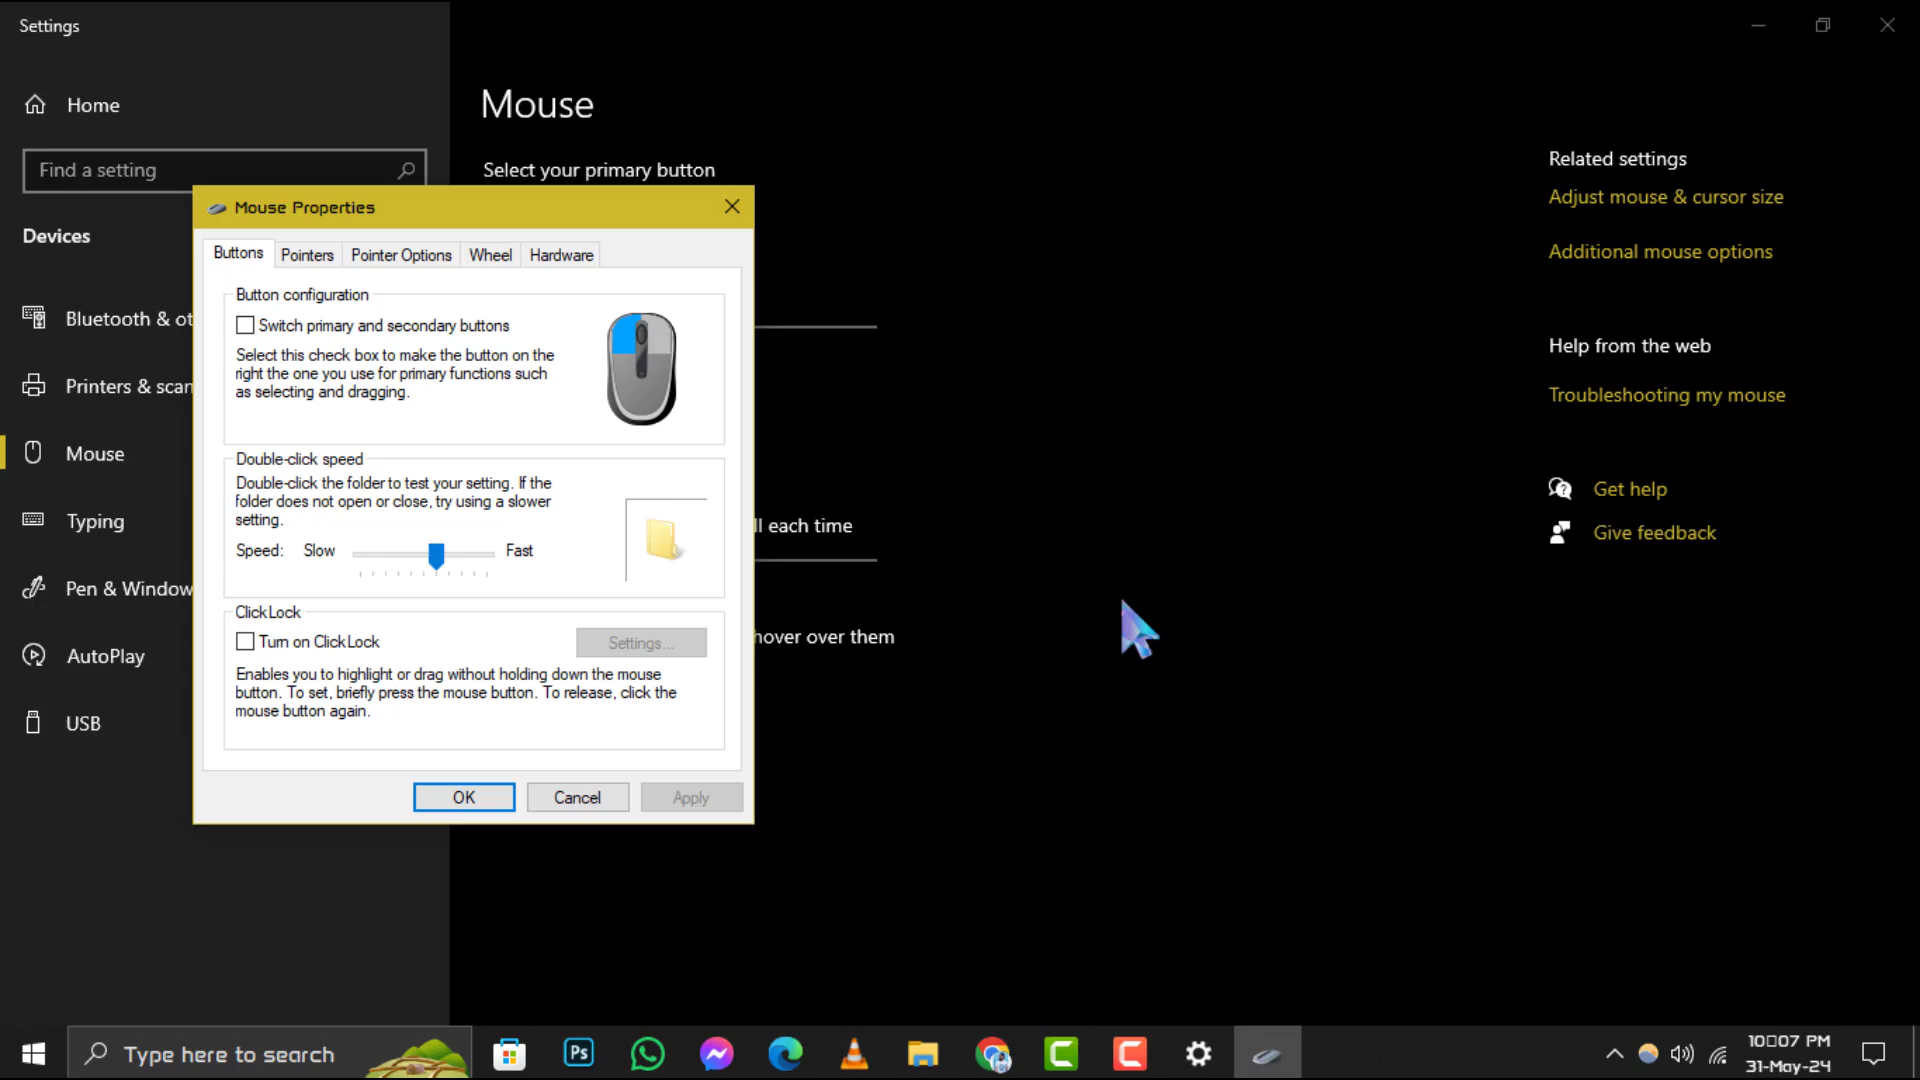 Settings
Home
Find a setting
Devices
Bluetooth & ot
Printers & scan
Mouse
Typing
Pen & Window
AutoPlay
USB
Mouse
Select your primary button
ll each time
hover over them
Mouse Properties
Buttons Pointers Pointer Options Wheel Hardware
Button configuration
Switch primary and secondary buttons
Select this check box to make the button on the
right the one you use for primary functions such
as selecting and dragging.
Double-click speed
Double-click the folder to test your setting. If the
folder does not open or close, try using a slower
setting.
Speed: Slow Fast
ClickLock
Turn on ClickLock
Settings...
Enables you to highlight or drag without holding down the mouse
button. To set, briefly press the mouse button. To release, click the
mouse button again.
OK Cancel Apply
Related settings
Adjust mouse & cursor size
Additional mouse options
Help from the web
Troubleshooting my mouse
Get help
Give feedback
Type here to search
Ps
10□07 PM
31-May-24